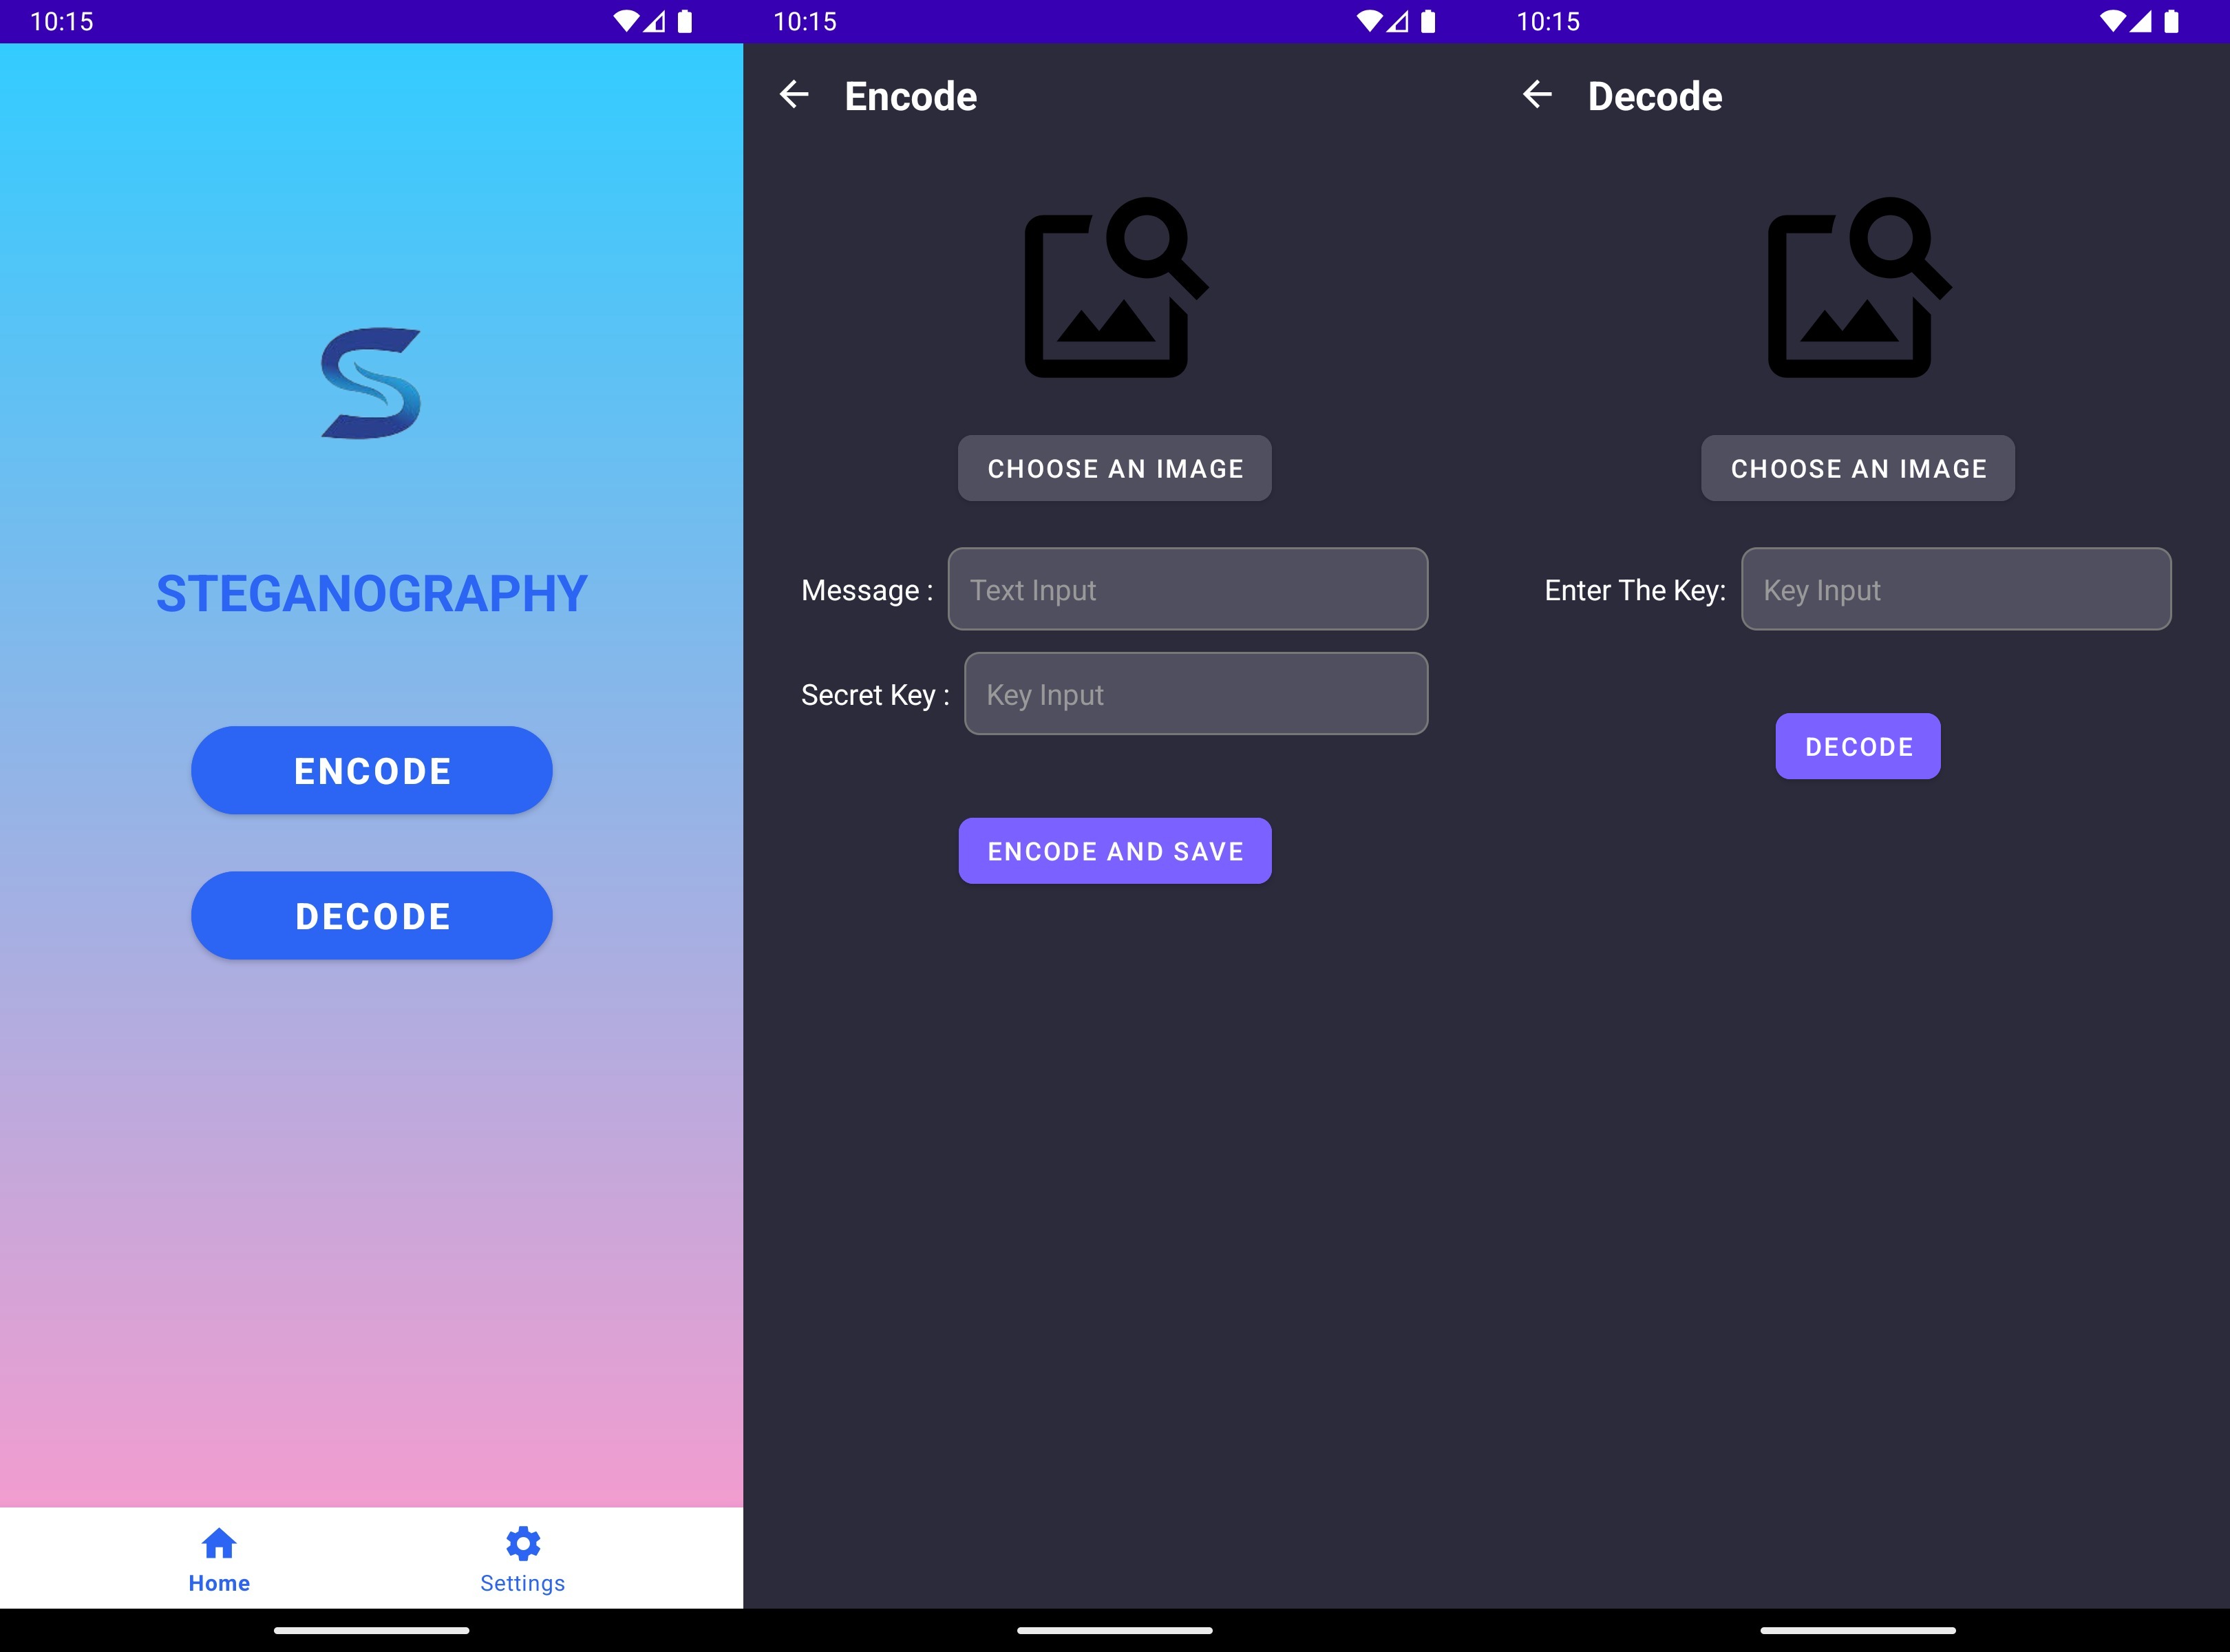 10:15
STEGANOGRAPHY
ENCODE
DECODE
Home
Settings
10:15
Encode
CHOOSE AN IMAGE
Message : Text Input
Secret Key : Key Input
ENCODE AND SAVE
10:15
Decode
CHOOSE AN IMAGE
Enter The Key: Key Input
DECODE